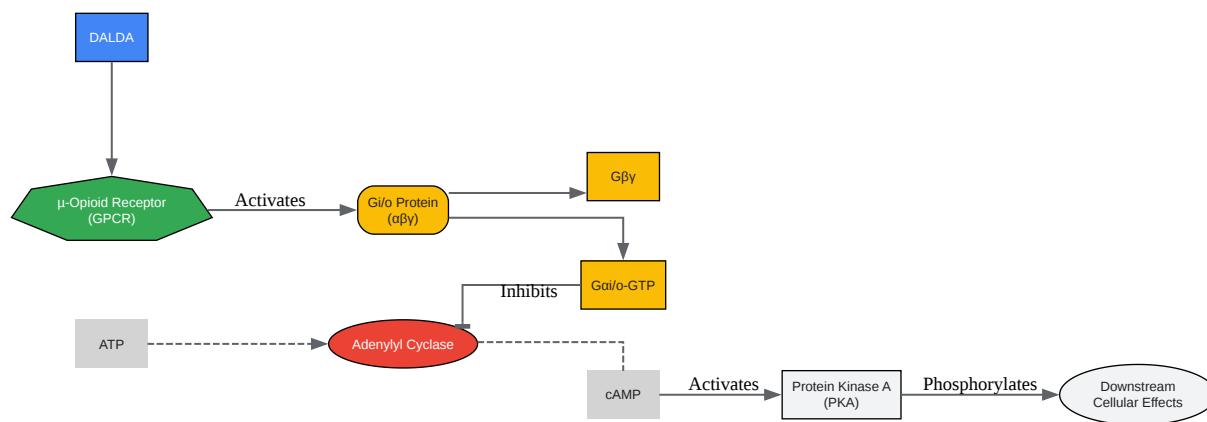 DALDA
μ-Opioid Receptor
(GPCR)
Activates
Gi/o Protein
(αβγ)
Gβγ
Gαi/o-GTP
Inhibits
ATP
Adenylyl Cyclase
cAMP
Activates
Protein Kinase A
(PKA)
Phosphorylates
Downstream
Cellular Effects